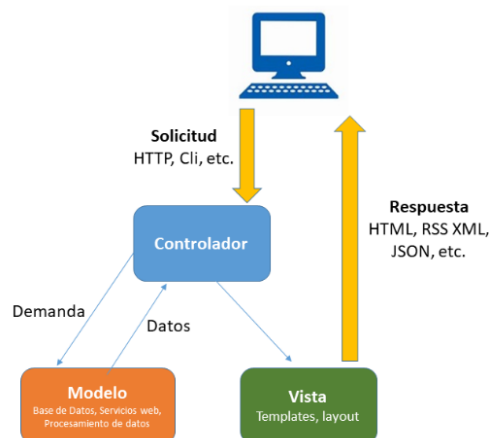 Solicitud
HTTP, Cli, etc.
Respuesta
HTML, RSS XML,
JSON, etc.
Controlador
Demanda
Datos
Modelo
Base de Datos, Servicios web,
Procesamiento de datos
Vista
Templates, layout